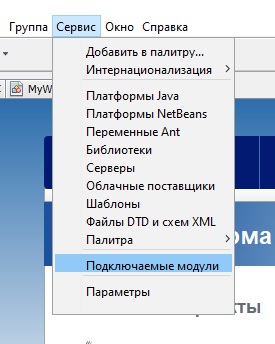 Группа Сервис Окно Справка
Добавить в палитру...
Интернационализация
MyW
Платформы Java
Платформы NetBeans
Переменные Ant
Библиотеки
Серверы
Облачные поставщики
Шаблоны
Файлы DTD и схем XML
Палитра
ома
Подключаемые модули
Параметры
кты